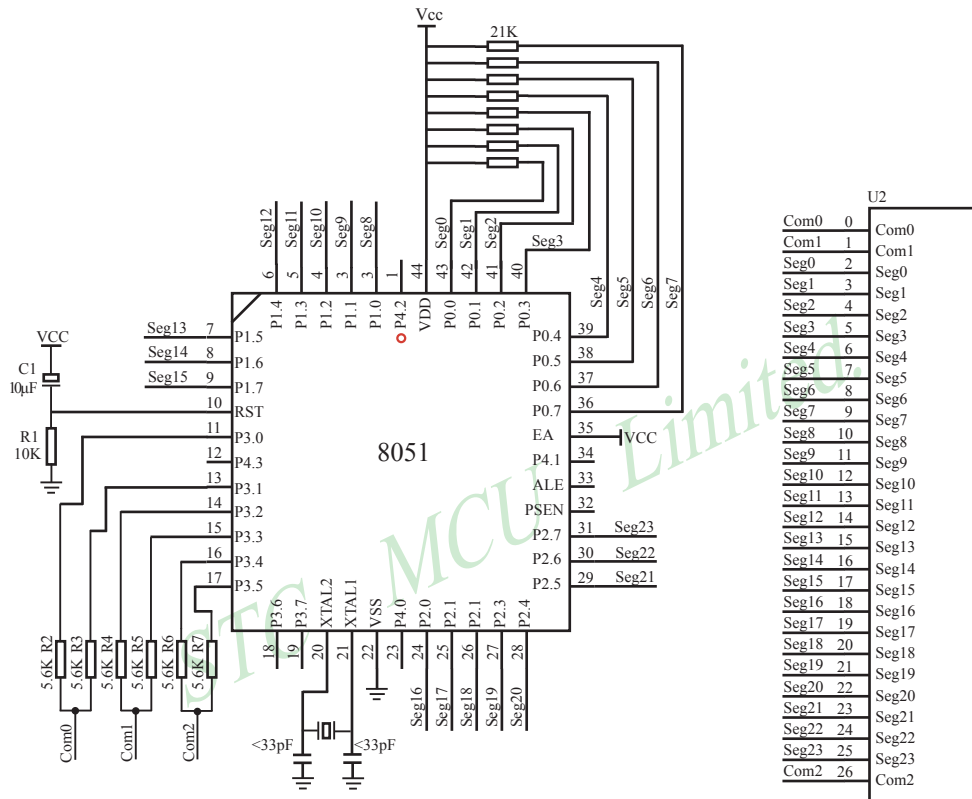 Vcc
21K
Seg12
Seg11
Seg10
Seg9
Seg8
Seg0
Seg1
Seg2
Seg3
Seg4
Seg5
Seg6
Seg7
6
5
4
3
3
1
44
43
42
41
40
P1.4
P1.3
P1.2
P1.1
P1.0
P4.2
VDD
P0.0
P0.1
P0.2
P0.3
VCC
C1
10μF
R1
10K
Seg13 7 P1.5
Seg14 8 P1.6
Seg15 9 P1.7
10 RST
11 P3.0
12 P4.3
13 P3.1
14 P3.2
15 P3.3
16 P3.4
17 P3.5
8051
P0.4 39
P0.5 38
P0.6 37
P0.7 36
EA 35 VCC
P4.1 34
ALE 33
PSEN 32
P2.7 31 Seg23
P2.6 30 Seg22
P2.5 29 Seg21
P3.6
P3.7
XTAL2
XTAL1
VSS
P4.0
P2.0
P2.1
P2.1
P2.3
P2.4
18
19
20
21
22
23
24
25
26
27
28
Seg16
Seg17
Seg18
Seg19
Seg20
5.6K R2
5.6K R3
5.6K R4
5.6K R5
5.6K R6
5.6K R7
Com0
Com1
Com2
<33pF
<33pF
STC MCU Limited.
U2
Com0 0 Com0
Com1 1 Com1
Seg0 2 Seg0
Seg1 3 Seg1
Seg2 4 Seg2
Seg3 5 Seg3
Seg4 6 Seg4
Seg5 7 Seg5
Seg6 8 Seg6
Seg7 9 Seg7
Seg8 10 Seg8
Seg9 11 Seg9
Seg10 12 Seg10
Seg11 13 Seg11
Seg12 14 Seg12
Seg13 15 Seg13
Seg14 16 Seg14
Seg15 17 Seg15
Seg16 18 Seg16
Seg17 19 Seg17
Seg18 20 Seg18
Seg19 21 Seg19
Seg20 22 Seg20
Seg21 23 Seg21
Seg22 24 Seg22
Seg23 25 Seg23
Com2 26 Com2